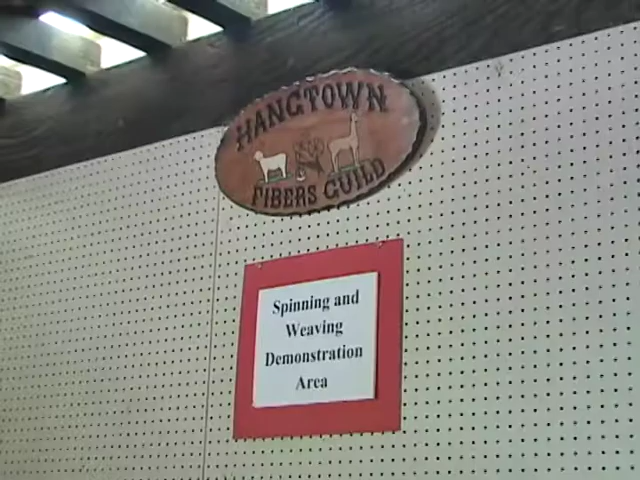 HANGTOWN
FIBERS GUILD
Spinning and
Weaving
Demonstration
Area